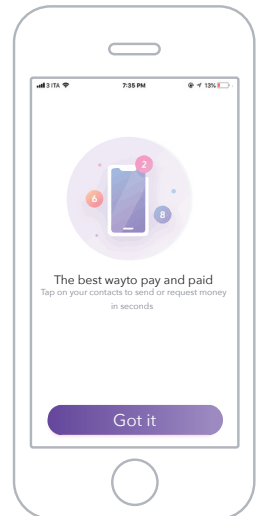 3 ITA 7:35 PM 13%
2
6
8
The best wayto pay and paid
Tap on your contacts to send or request money
in seconds
Got it